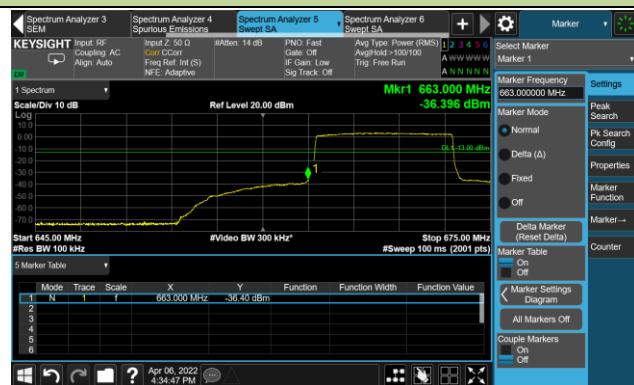 Spectrum Analyzer 3
SEM
Spectrum Analyzer 4
Spurious Emissions
Spectrum Analyzer 5
Swept SA
Spectrum Analyzer 6
Swept SA
+
Marker
KEYSIGHT
Input: RF
Coupling: AC
Align: Auto
Input Z: 50 Ω
Corr CCorr
Freq Ref: Int (S)
NFE: Adaptive
#Atten: 14 dB
PNO: Fast
Gate: Off
IF Gain: Low
Sig Track: Off
Avg Type: Power (RMS)
Avg|Hold:>100/100
Trig: Free Run
1 2 3 4 5 6
A W W W W W
A N N N N N
LXI
Select Marker
Marker 1
1 Spectrum
Scale/Div 10 dB
Log
Ref Level 20.00 dBm
Mkr1 663.000 MHz
-36.396 dBm
10.0
0.00
-10.0
-20.0
-30.0
-40.0
-50.0
-60.0
-70.0
DL1 -13.00 dBm
1
Start 645.00 MHz
#Res BW 100 kHz
#Video BW 300 kHz*
Stop 675.00 MHz
#Sweep 100 ms (2001 pts)
5 Marker Table
Mode Trace Scale X Y Function Function Width Function Value
1 N 1 f 663.000 MHz -36.40 dBm
2
3
4
5
6
Marker Frequency
663.000000 MHz
Marker Mode
Normal
Delta (Δ)
Fixed
Off
Delta Marker
(Reset Delta)
Marker Table
On
Off
Marker Settings
Diagram
All Markers Off
Couple Markers
On
Off
Settings
Peak
Search
Pk Search
Config
Properties
Marker
Function
Marker→
Counter
?
Apr 06, 2022
4:34:47 PM